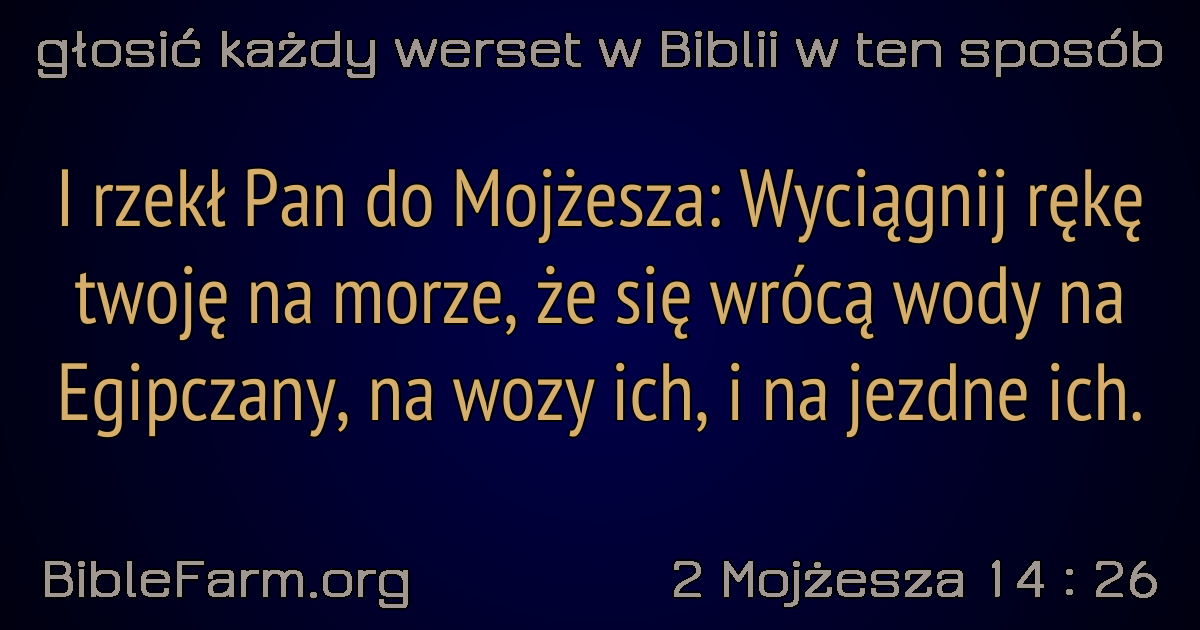 głosić każdy werset w Biblii w ten sposób
I rzekł Pan do Mojżesza: Wyciągnij rękę
twoję na morze, że się wrócą wody na
Egipczany, na wozy ich, i na jezdne ich.
BibleFarm.org
2 Mojżesza 14 : 26